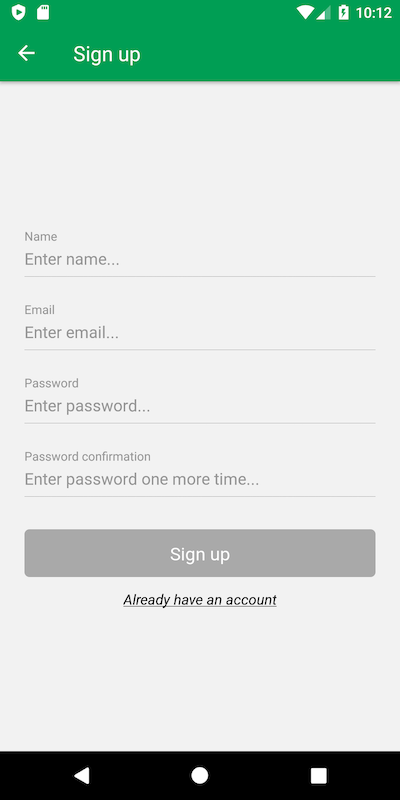 10:12
Sign up
Name
Enter name...
Email
Enter email...
Password
Enter password...
Password confirmation
Enter password one more time...
Sign up
Already have an account